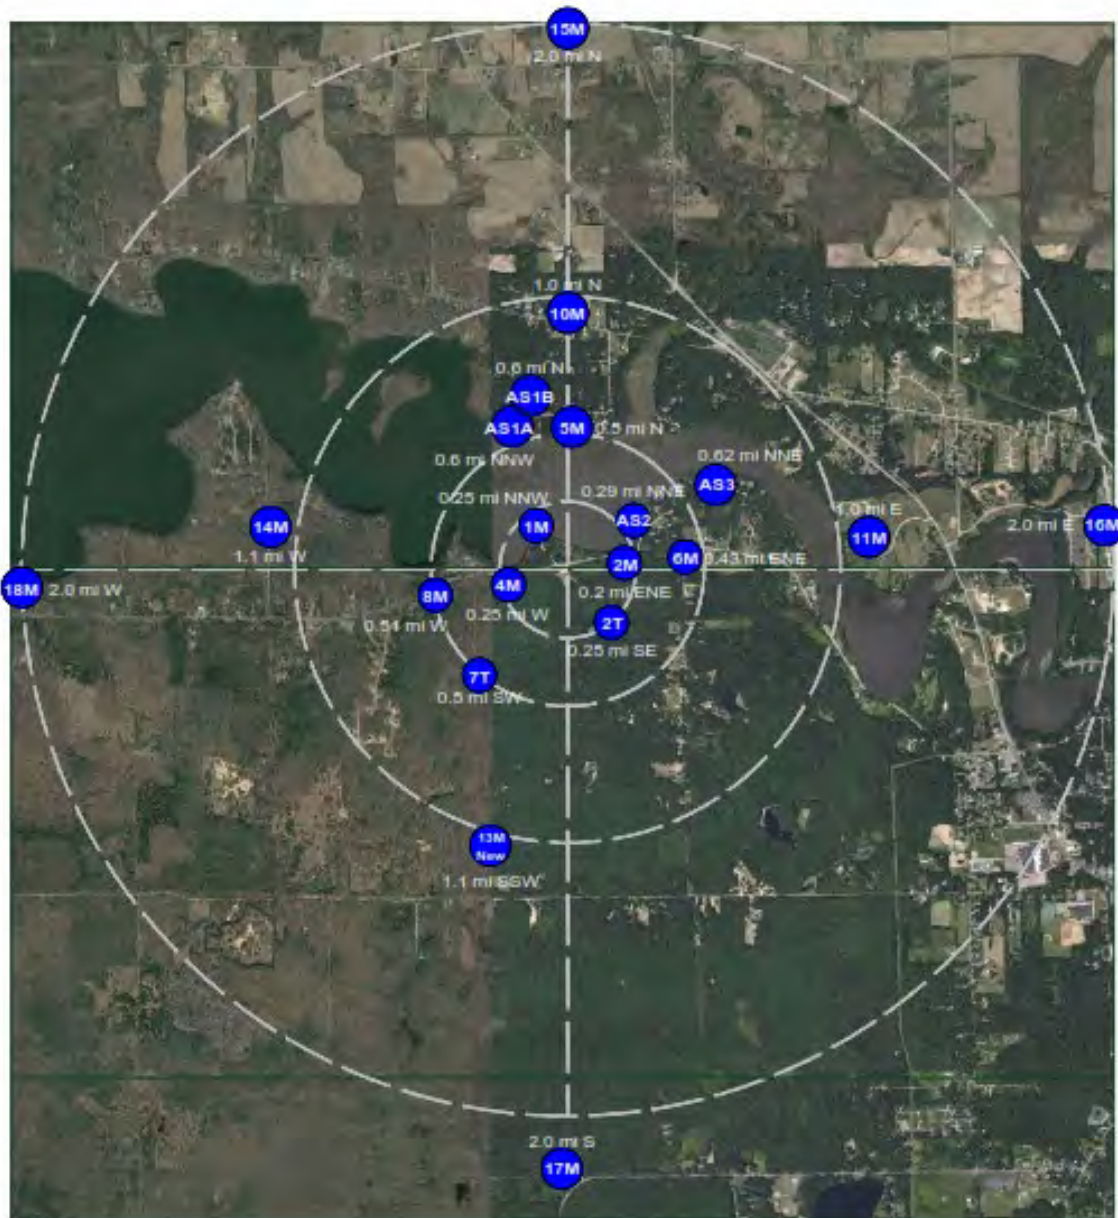 15M
2.0 mi N
1.0 mi N
10M
0.6 mi N
AS1B
AS1A
5M
0.5 mi N
0.6 mi NNW
0.62 mi NNE
AS3
0.25 mi NNW
0.29 mi NNE
1M
AS2
14M
1.1 mi W
1.0 mi E
11M
2.0 mi E
16M
6M
0.43 mi ENE
2M
0.2 mi ENE
18M
2.0 mi W
8M
0.51 mi W
4M
0.25 mi W
2T
0.25 mi SE
7T
0.5 mi SW
13M
New
1.1 mi SSW
2.0 mi S
17M